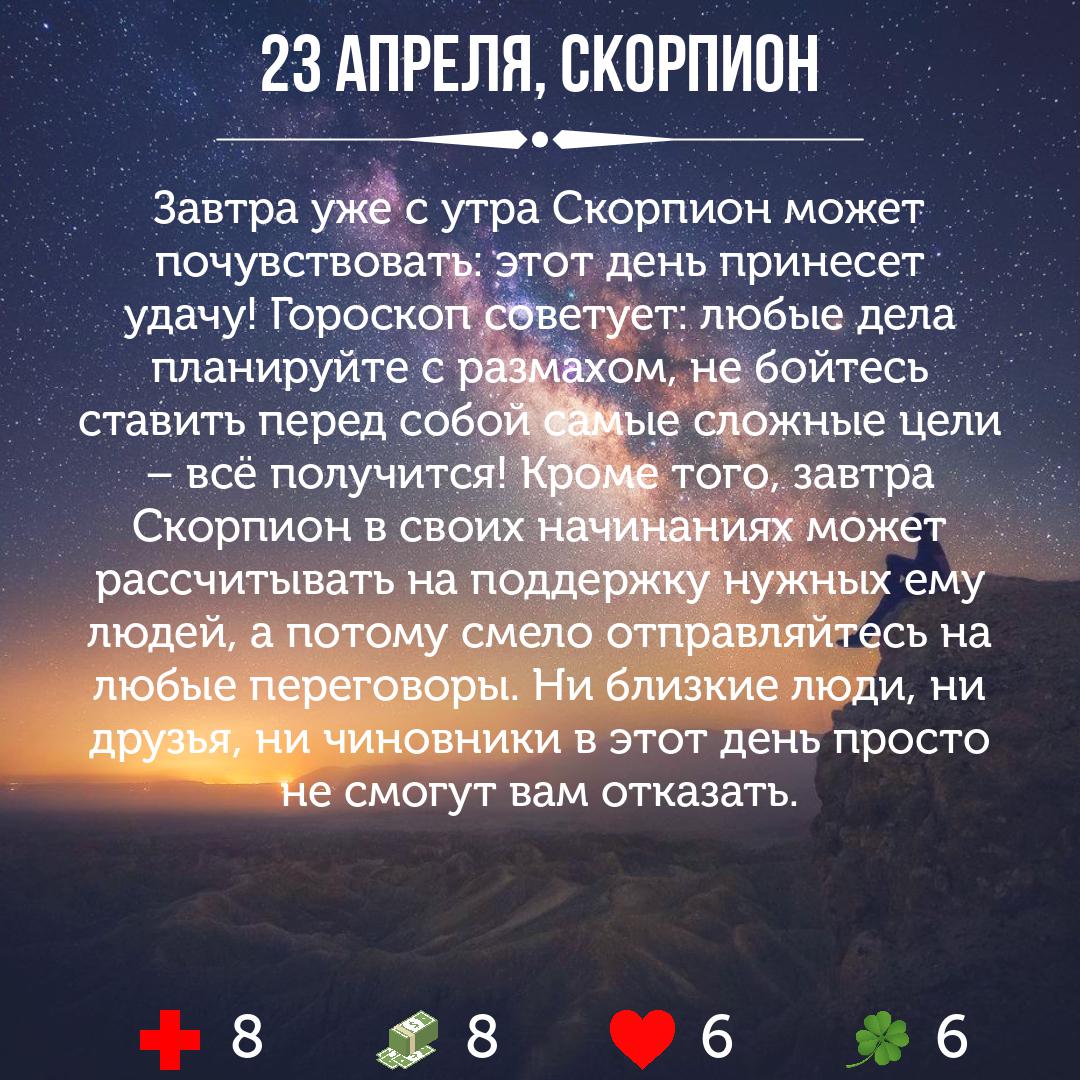 23 АПРЕЛЯ, СКОРПИОН
Завтра уже с утра Скорпион может
почувствовать: этот день принесет
удачу! Гороскоп советует: любые дела
планируйте с размахом, не бойтесь
ставить перед собой самые сложные цели
– всё получится! Кроме того, завтра
Скорпион в своих начинаниях может
рассчитывать на поддержку нужных ему
людей, а потому смело отправляйтесь на
любые переговоры. Ни близкие люди, ни
друзья, ни чиновники в этот день просто
не смогут вам отказать.
8 8 6 6